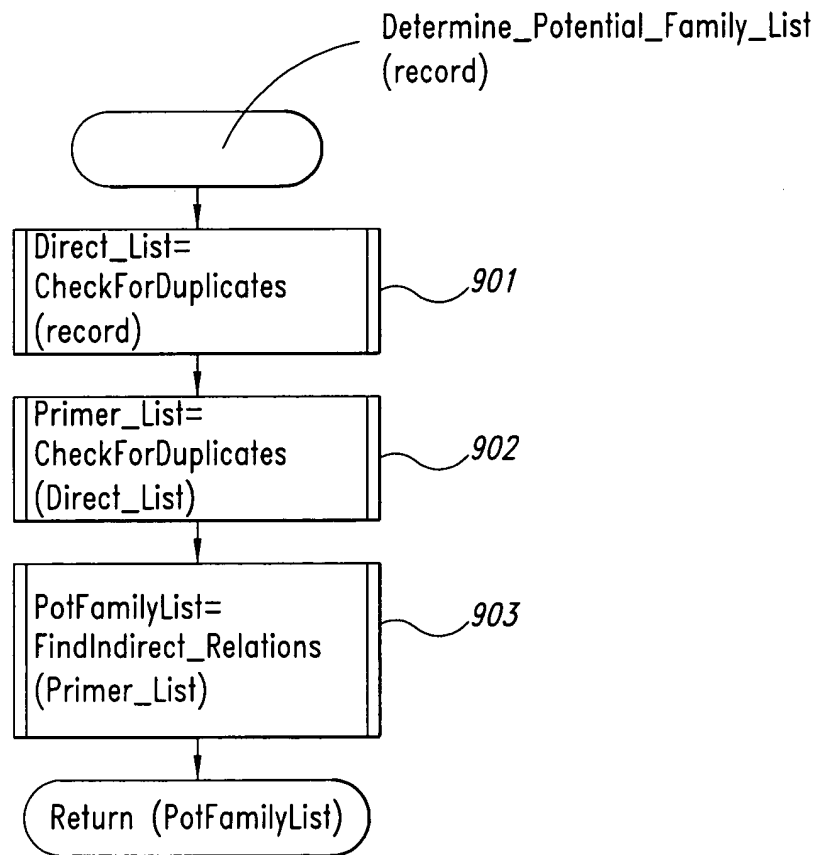 Determine_Potential_Family_List
(record)
Direct_List=
CheckForDuplicates
(record)
901
Primer_List=
CheckForDuplicates
(Direct_List)
902
PotFamilyList=
FindIndirect_Relations
(Primer_List)
903
Return (PotFamilyList)